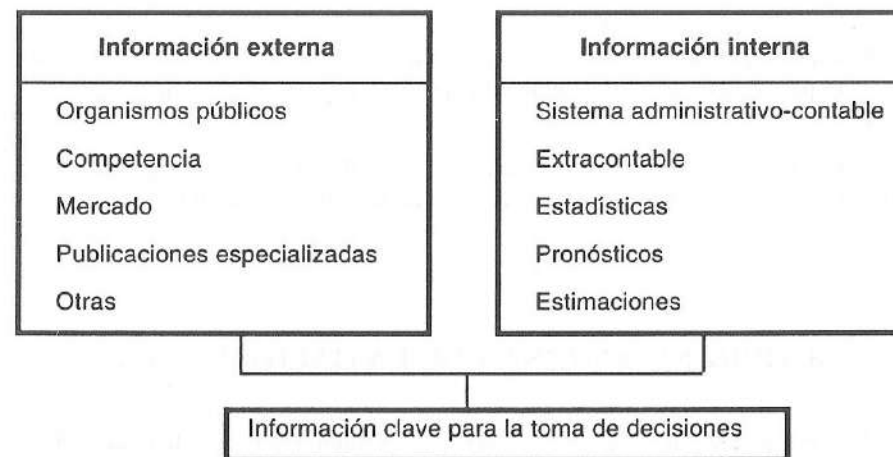 Información externa
Organismos públicos
Competencia
Mercado
Publicaciones especializadas
Otras
Información interna
Sistema administrativo-contable
Extracontable
Estadísticas
Pronósticos
Estimaciones
Información clave para la toma de decisiones